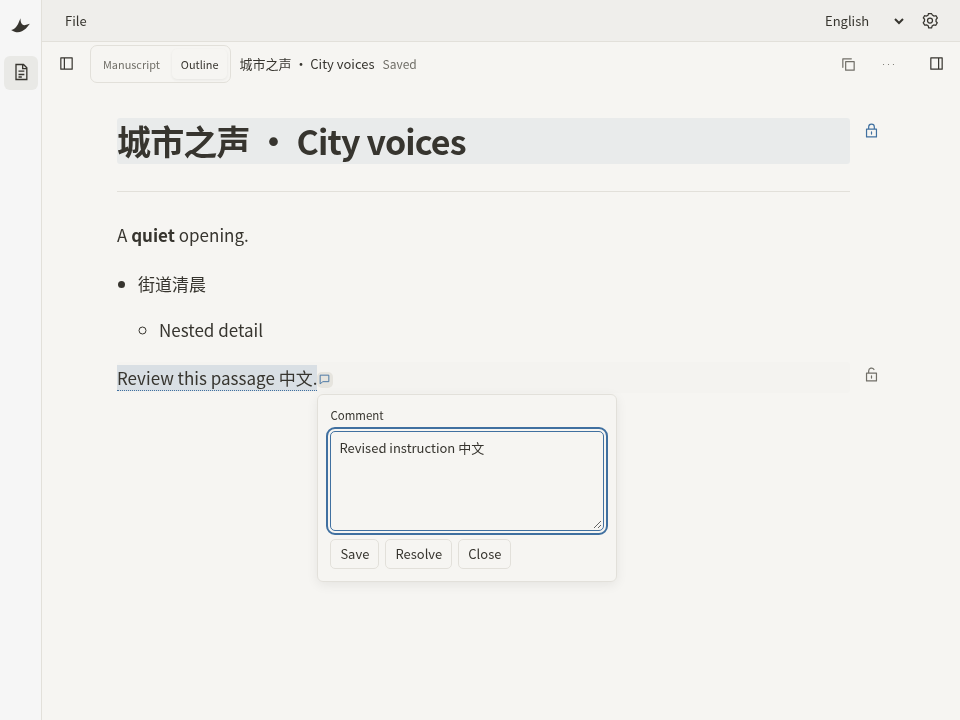 File
English
Manuscript
Outline
城市之声 · City voices
Saved
城市之声 · City voices
A quiet opening.
街道清晨
Nested detail
Review this passage 中文.
Comment
Revised instruction 中文
Save
Resolve
Close